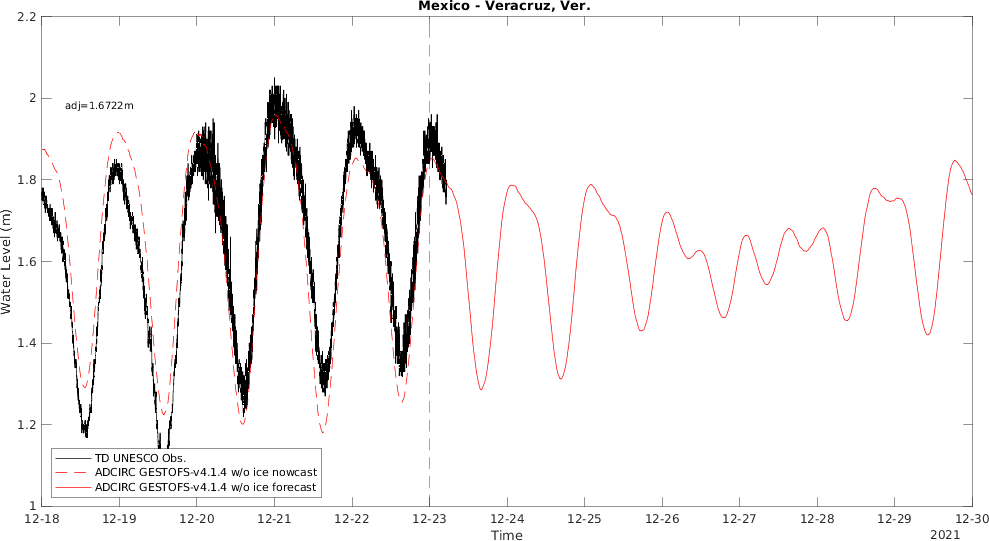 Mexico - Veracruz, Ver.
2.2
adj=1.6722m
2
1.8
1.6
1.4
1.2
1
Water Level (m)
TD UNESCO Obs.
ADCIRC GESTOFS-v4.1.4 w/o ice nowcast
ADCIRC GESTOFS-v4.1.4 w/o ice forecast
12-18 12-19 12-20 12-21 12-22 12-23 12-24 12-25 12-26 12-27 12-28 12-29 12-30
Time
2021